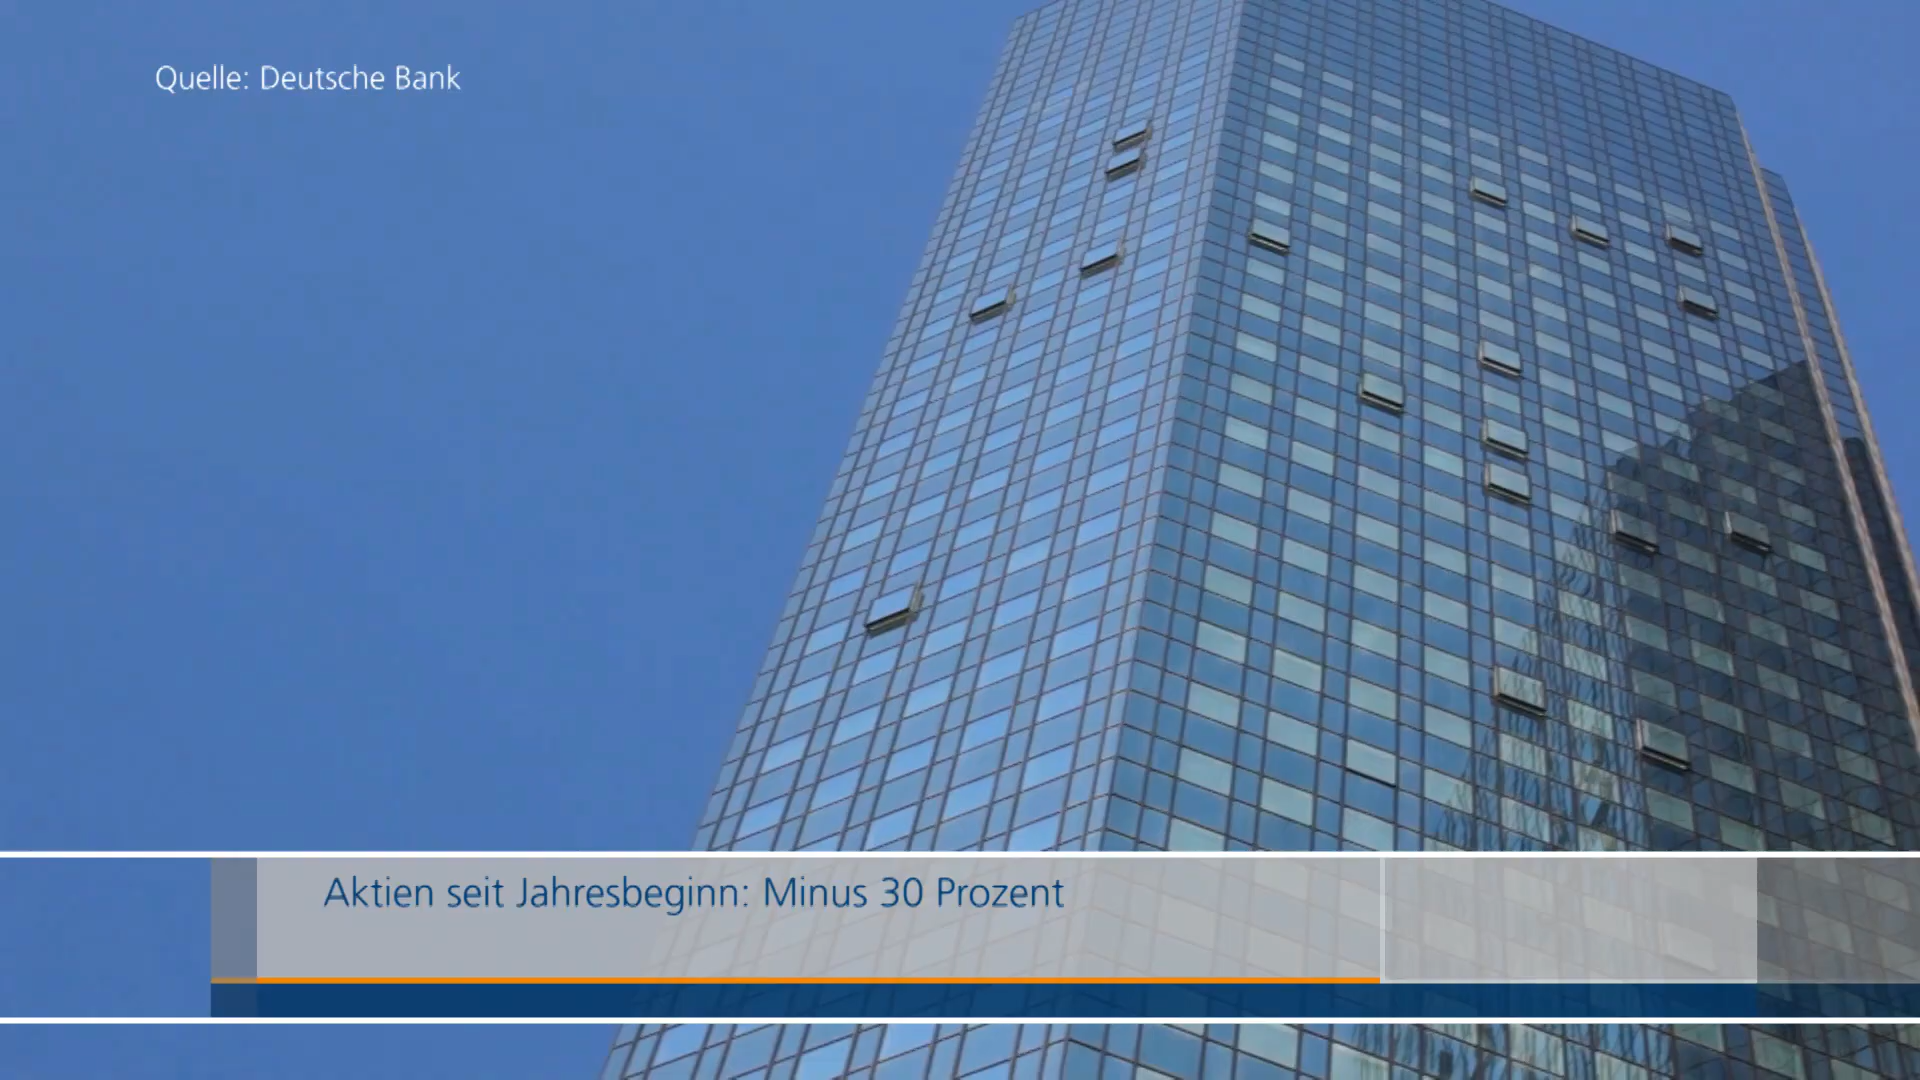 Quelle: Deutsche Bank
Aktien seit Jahresbeginn: Minus 30 Prozent